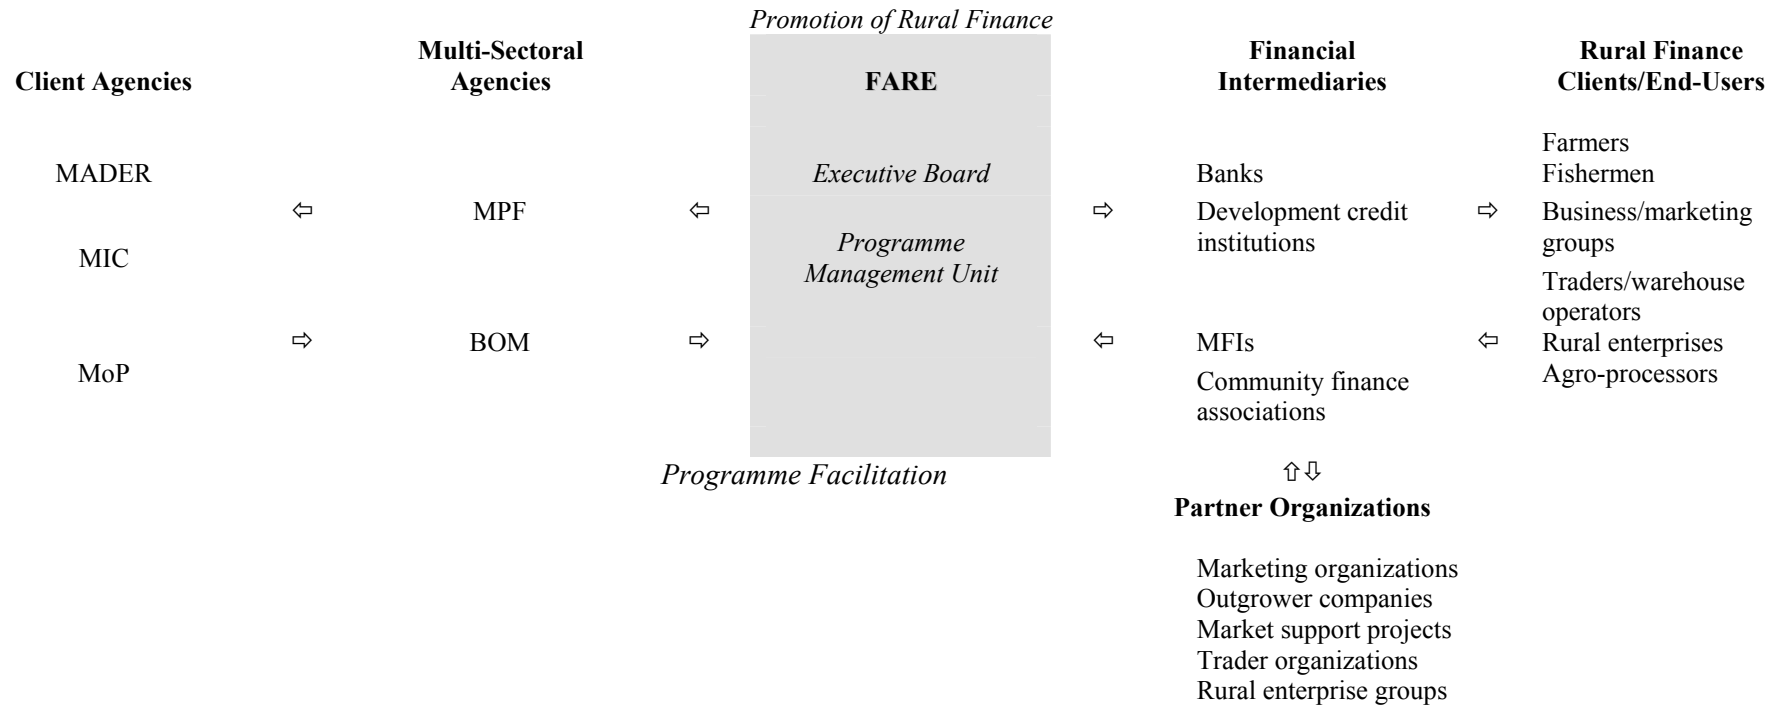 Promotion of Rural Finance
Client Agencies
Multi-Sectoral
Agencies
FARE
Financial
Intermediaries
Rural Finance
Clients/End-Users
MADER
MIC
MoP
⇦
⇨
MPF
BOM
⇦
⇨
Executive Board
Programme
Management Unit
⇨
⇦
Banks
Development credit
institutions
MFIs
Community finance
associations
⇨
⇦
Farmers
Fishermen
Business/marketing
groups
Traders/warehouse
operators
Rural enterprises
Agro-processors
Programme Facilitation
⇧⇩
Partner Organizations
Marketing organizations
Outgrower companies
Market support projects
Trader organizations
Rural enterprise groups